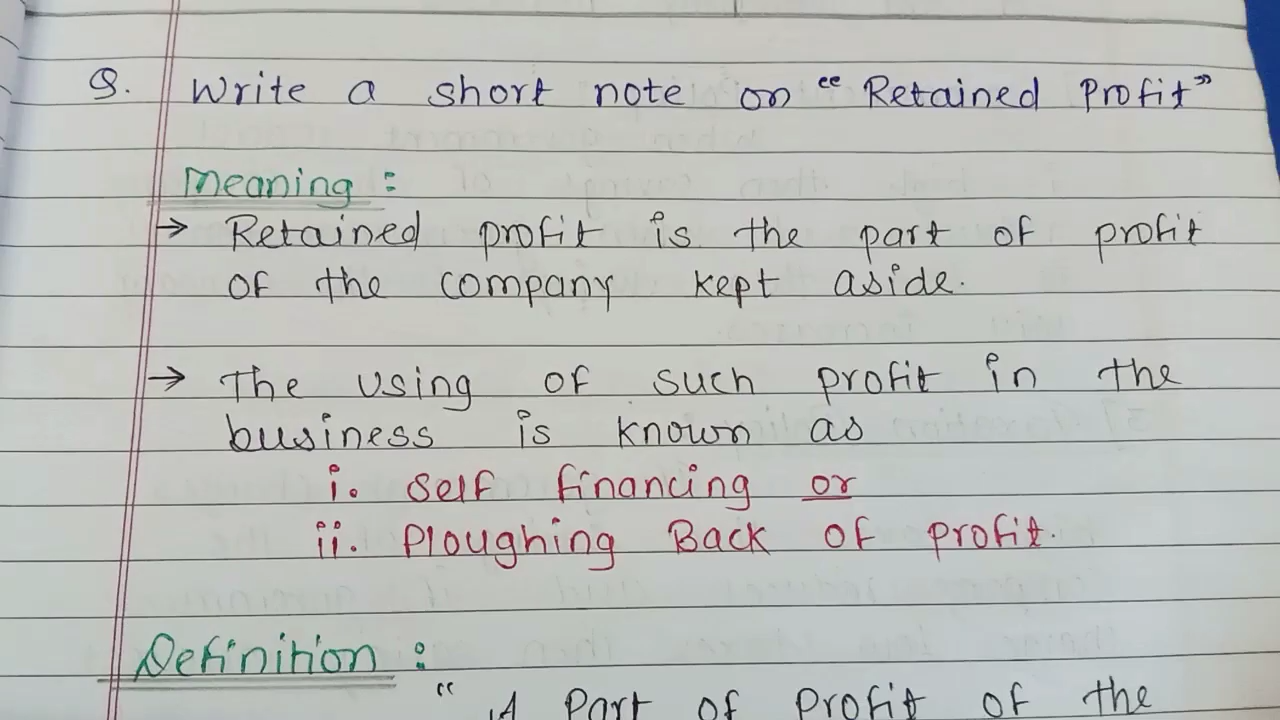 Q. Write a short note on "Retained Profit"
Meaning :
→ Retained profit is the part of profit
of the company kept aside.
→ The using of such profit in the
business is known as
i. Self financing or
ii. Ploughing Back of profit.
Definition :
" A Part of Profit of the